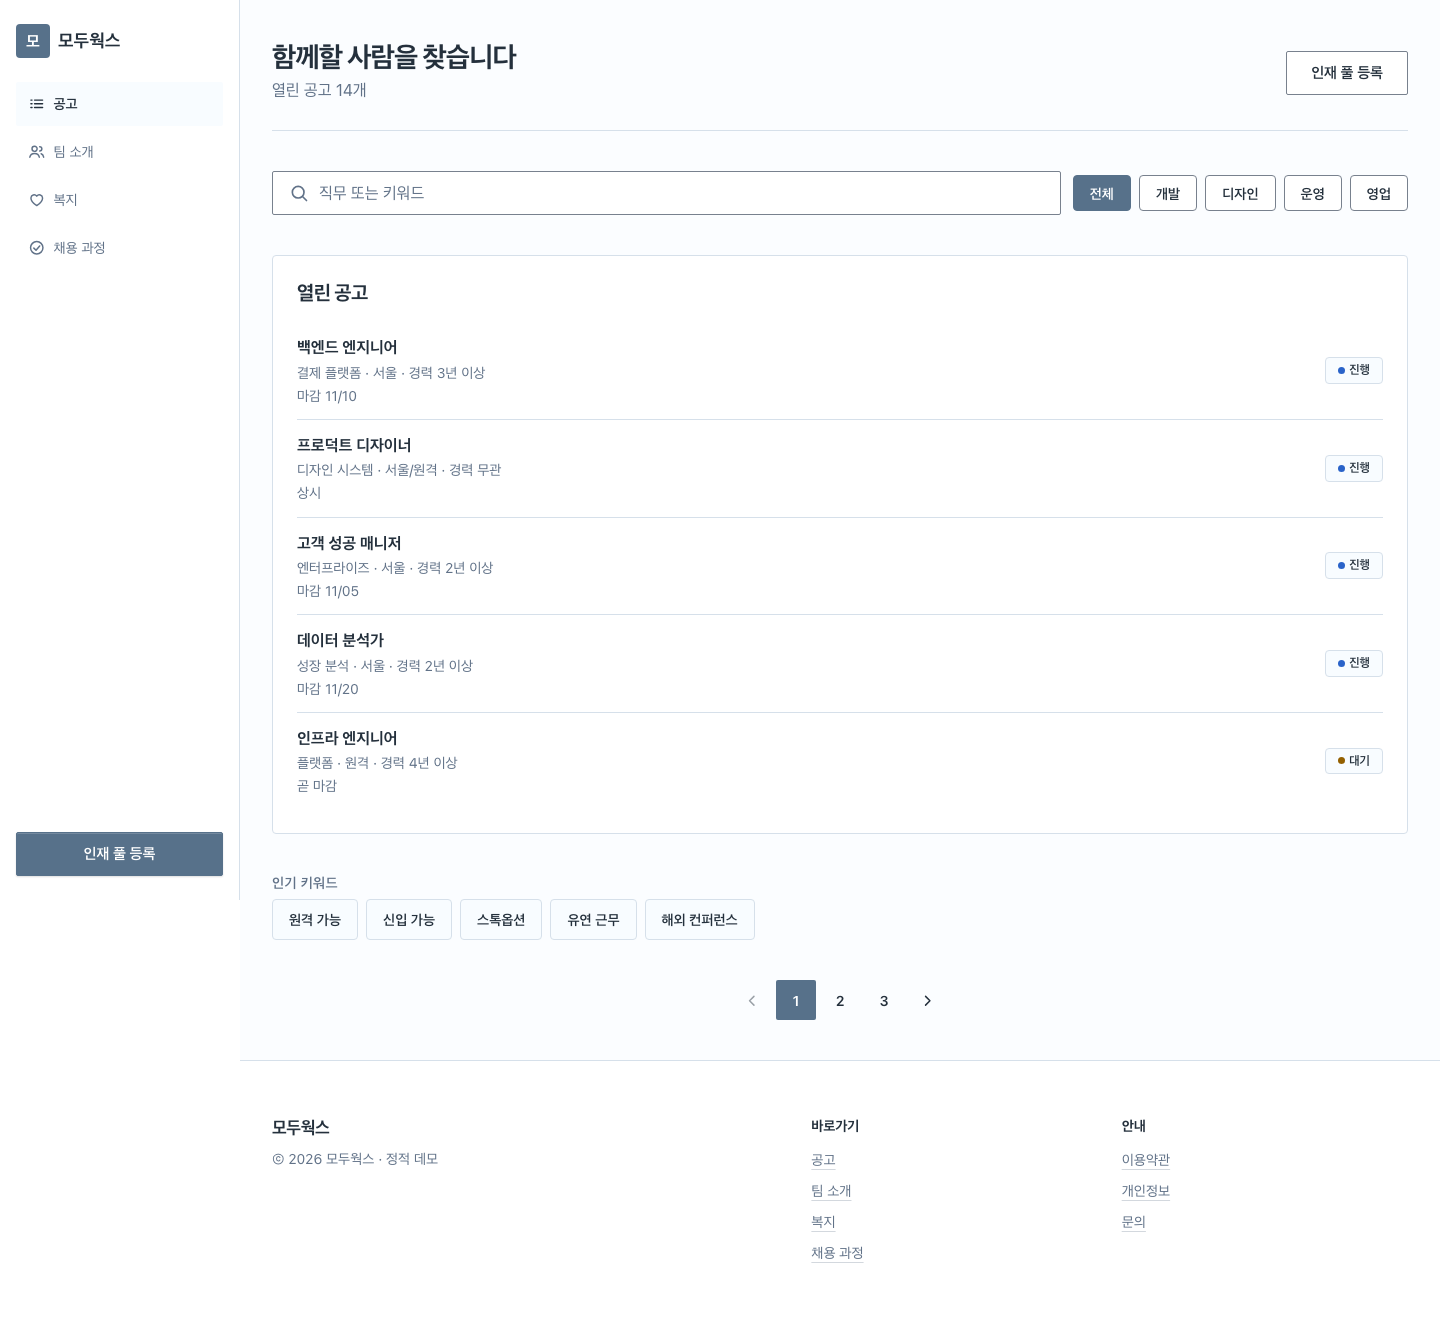 모 모두웍스
공고
팀 소개
복지
채용 과정
인재 풀 등록
함께할 사람을 찾습니다
열린 공고 14개
인재 풀 등록
직무 또는 키워드
전체 개발 디자인 운영 영업
열린 공고
백엔드 엔지니어
결제 플랫폼 · 서울 · 경력 3년 이상
마감 11/10
진행
프로덕트 디자이너
디자인 시스템 · 서울/원격 · 경력 무관
상시
진행
고객 성공 매니저
엔터프라이즈 · 서울 · 경력 2년 이상
마감 11/05
진행
데이터 분석가
성장 분석 · 서울 · 경력 2년 이상
마감 11/20
진행
인프라 엔지니어
플랫폼 · 원격 · 경력 4년 이상
곧 마감
대기
인기 키워드
원격 가능 신입 가능 스톡옵션 유연 근무 해외 컨퍼런스
1 2 3
모두웍스
© 2026 모두웍스 · 정적 데모
바로가기
공고
팀 소개
복지
채용 과정
안내
이용약관
개인정보
문의